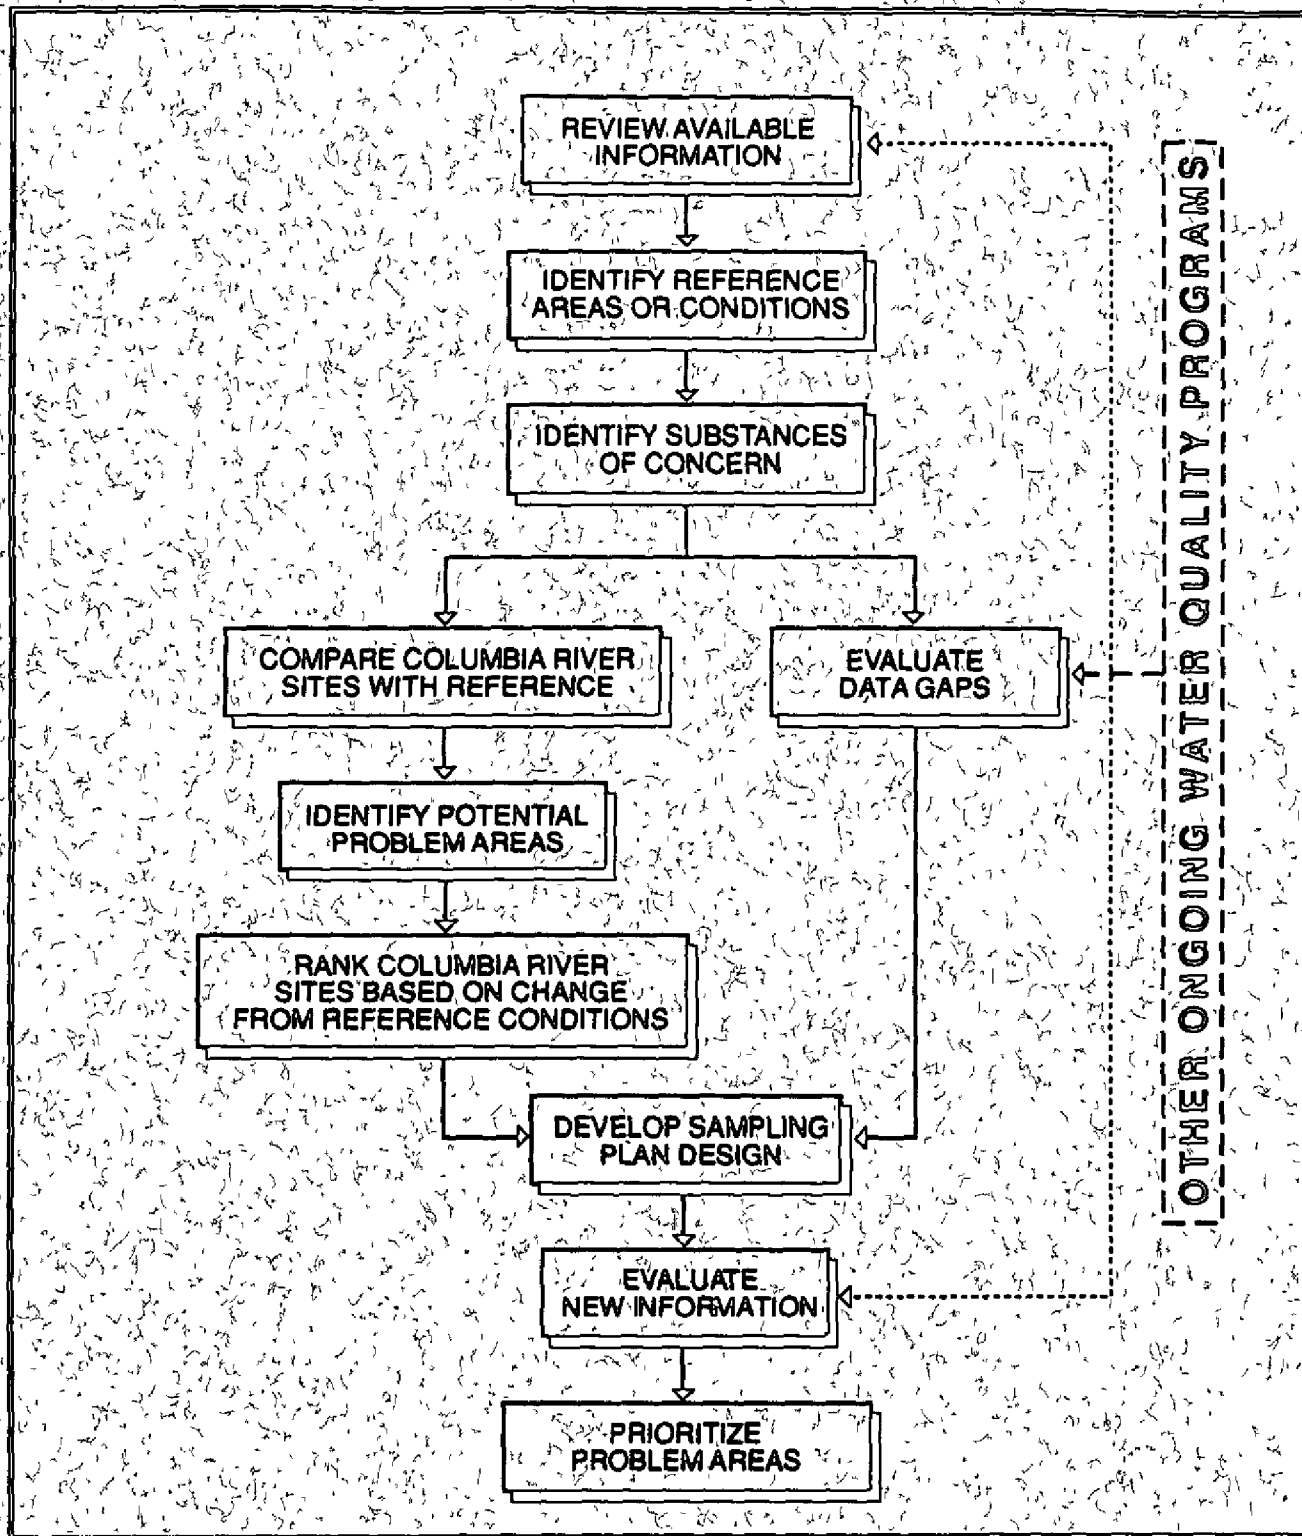 REVIEW AVAILABLE
INFORMATION
IDENTIFY REFERENCE
AREAS OR CONDITIONS
IDENTIFY SUBSTANCES
OF CONCERN
COMPARE COLUMBIA RIVER
SITES WITH REFERENCE
EVALUATE
DATA GAPS
IDENTIFY POTENTIAL
PROBLEM AREAS
RANK COLUMBIA RIVER
SITES BASED ON CHANGE
FROM REFERENCE CONDITIONS
DEVELOP SAMPLING
PLAN DESIGN
EVALUATE
NEW INFORMATION
PRIORITIZE
PROBLEM AREAS
OTHER ONGOING WATER QUALITY PROGRAMS